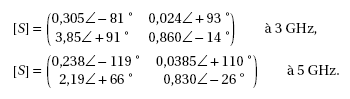 [S] = (0,305∠− 81 ° 0,024∠+ 93 °
3,85∠+ 91 ° 0,860∠− 14 °) à 3 GHz,
[S] = (0,238∠− 119 ° 0,0385∠+ 110 °
2,19∠+ 66 ° 0,830∠− 26 °) à 5 GHz.